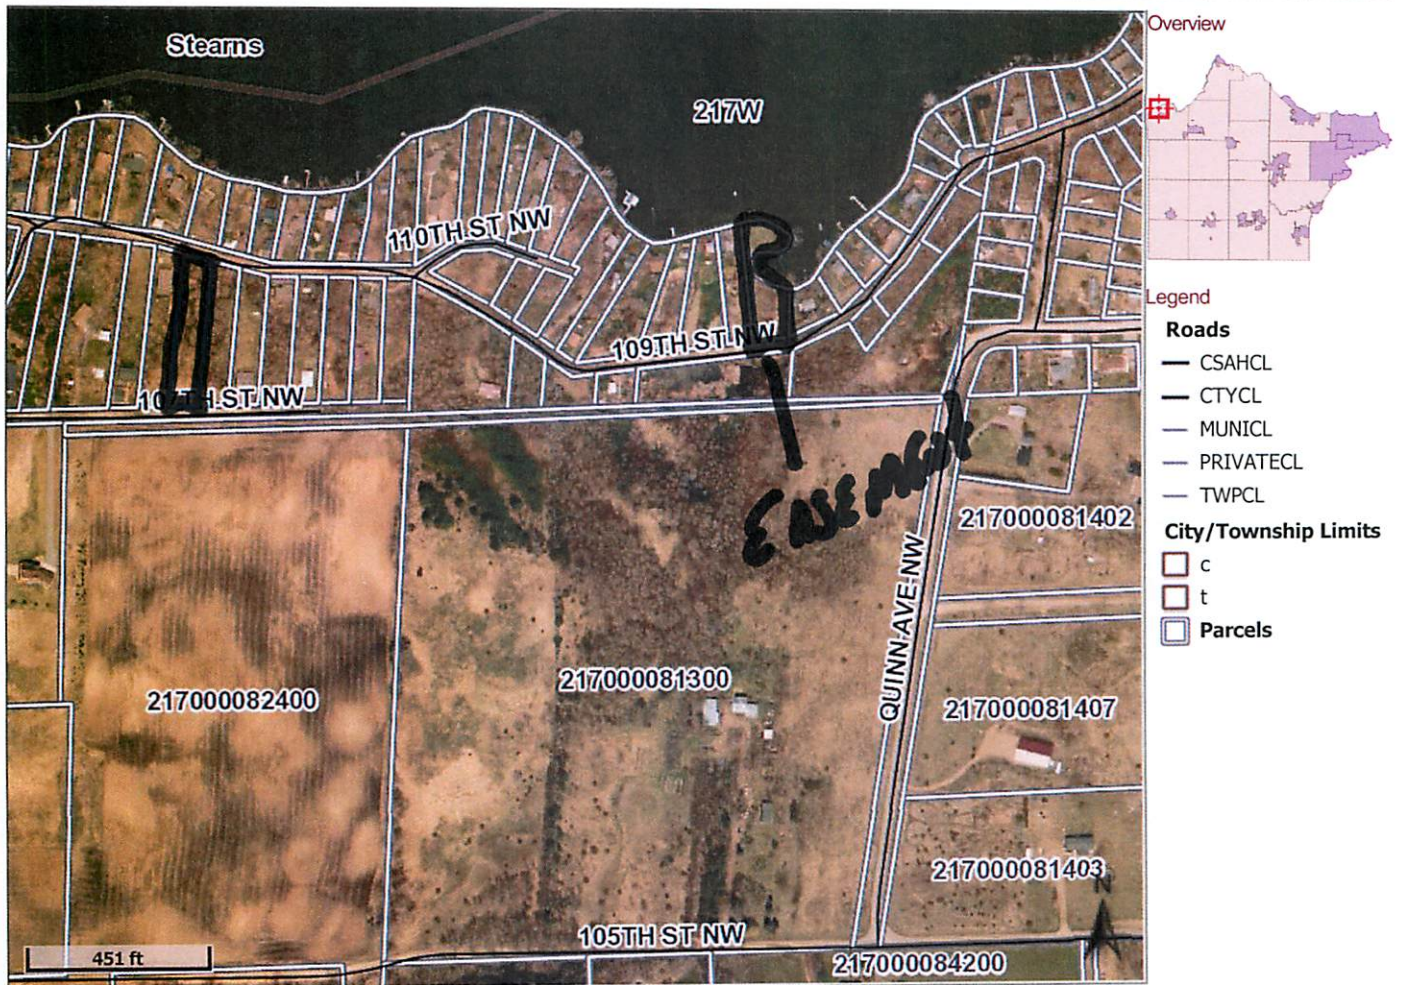 Stearns
217W
110TH ST NW
109TH ST NW
107TH ST NW
EASEMENT
217000081402
QUINN AVE NW
217000081300
217000082400
217000081407
217000081403
N
105TH ST NW
217000084200
451 ft
Overview
Legend
Roads
CSAHCL
CTYCL
MUNICL
PRIVATECL
TWPCL
City/Township Limits
c
t
Parcels